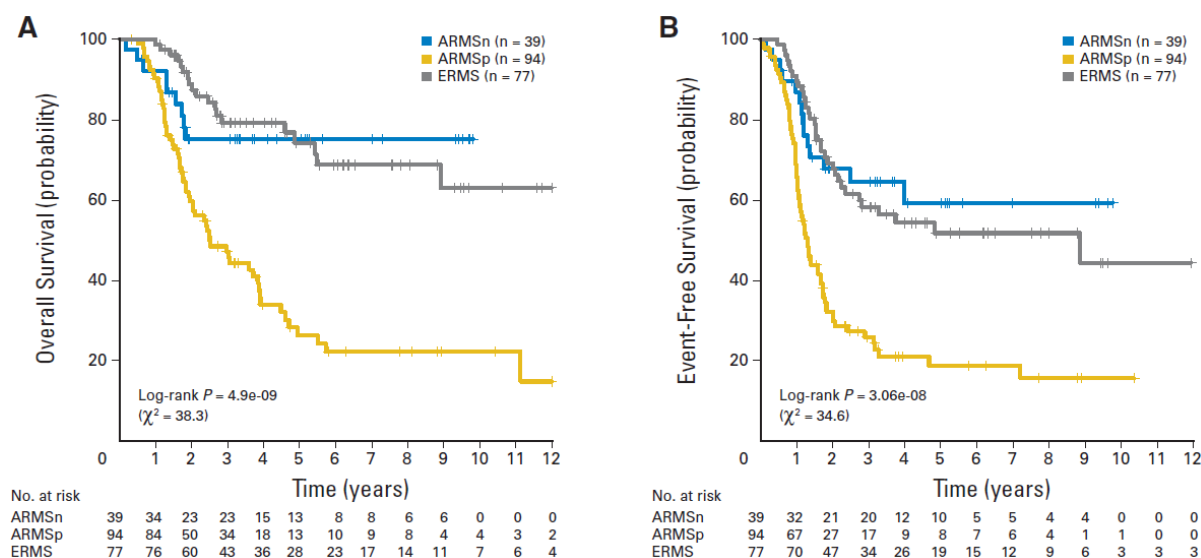 A
Overall Survival (probability)
100
80
60
40
20
0
ARMSn (n = 39)
ARMSp (n = 94)
ERMS (n = 77)
Log-rank P = 4.9e-09
(χ² = 38.3)
1 2 3 4 5 6 7 8 9 10 11 12
Time (years)
No. at risk
ARMSn 39 34 23 23 15 13 8 8 6 6 0 0 0
ARMSp 94 84 50 34 18 13 10 9 8 4 4 3 2
ERMS 77 76 60 43 36 28 23 17 14 11 7 6 4
B
Event-Free Survival (probability)
100
80
60
40
20
0
ARMSn (n = 39)
ARMSp (n = 94)
ERMS (n = 77)
Log-rank P = 3.06e-08
(χ² = 34.6)
1 2 3 4 5 6 7 8 9 10 11 12
Time (years)
No. at risk
ARMSn 39 32 21 20 12 10 5 5 4 4 0 0 0
ARMSp 94 67 27 17 9 8 7 6 4 1 1 0 0
ERMS 77 70 47 34 26 19 15 12 9 6 3 3 3